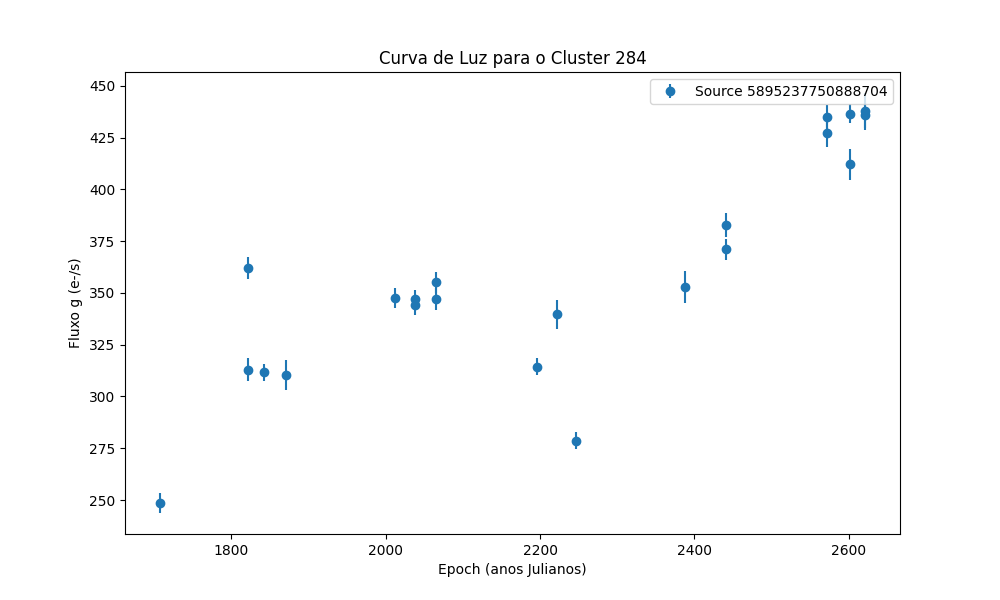 Curva de Luz para o Cluster 284
Source 5895237750888704
450
425
400
375
350
325
300
275
250
Fluxo g (e-/s)
1800 2000 2200 2400 2600
Epoch (anos Julianos)